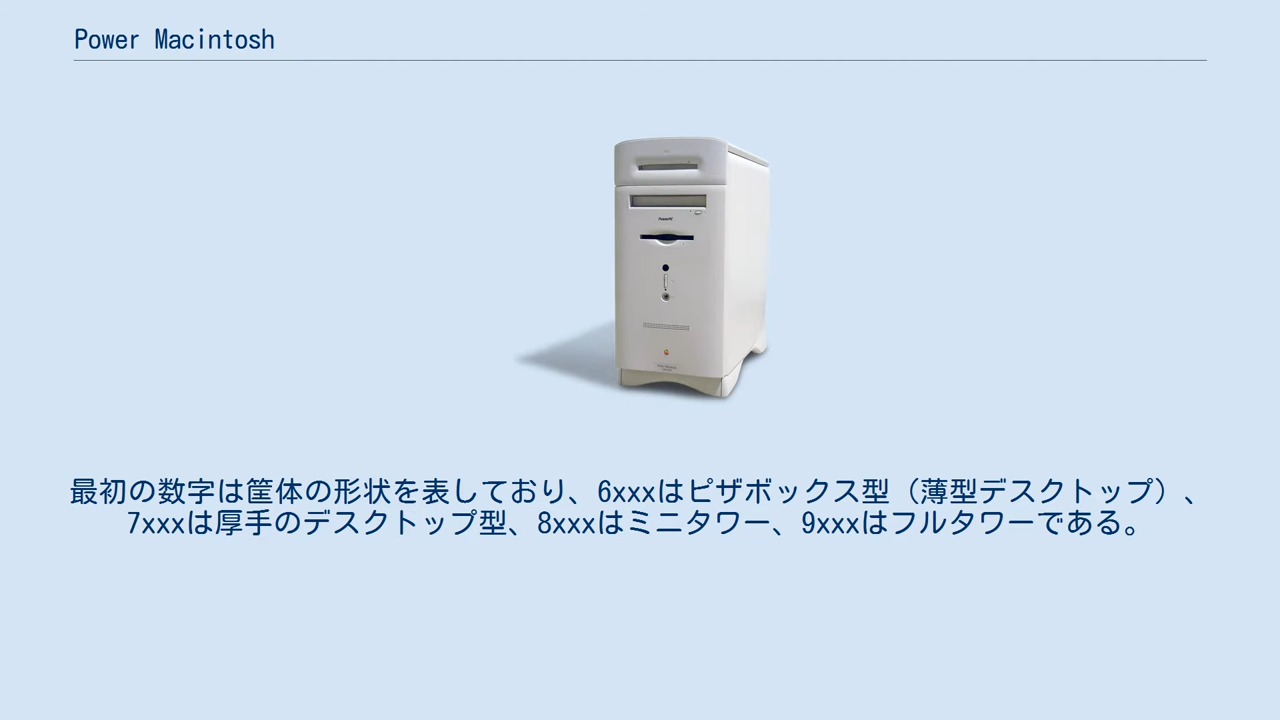 Power Macintosh
PowerPC
最初の数字は筐体の形状を表しており、6xxxはピザボックス型（薄型デスクトップ）、
7xxxは厚手のデスクトップ型、8xxxはミニタワー、9xxxはフルタワーである。